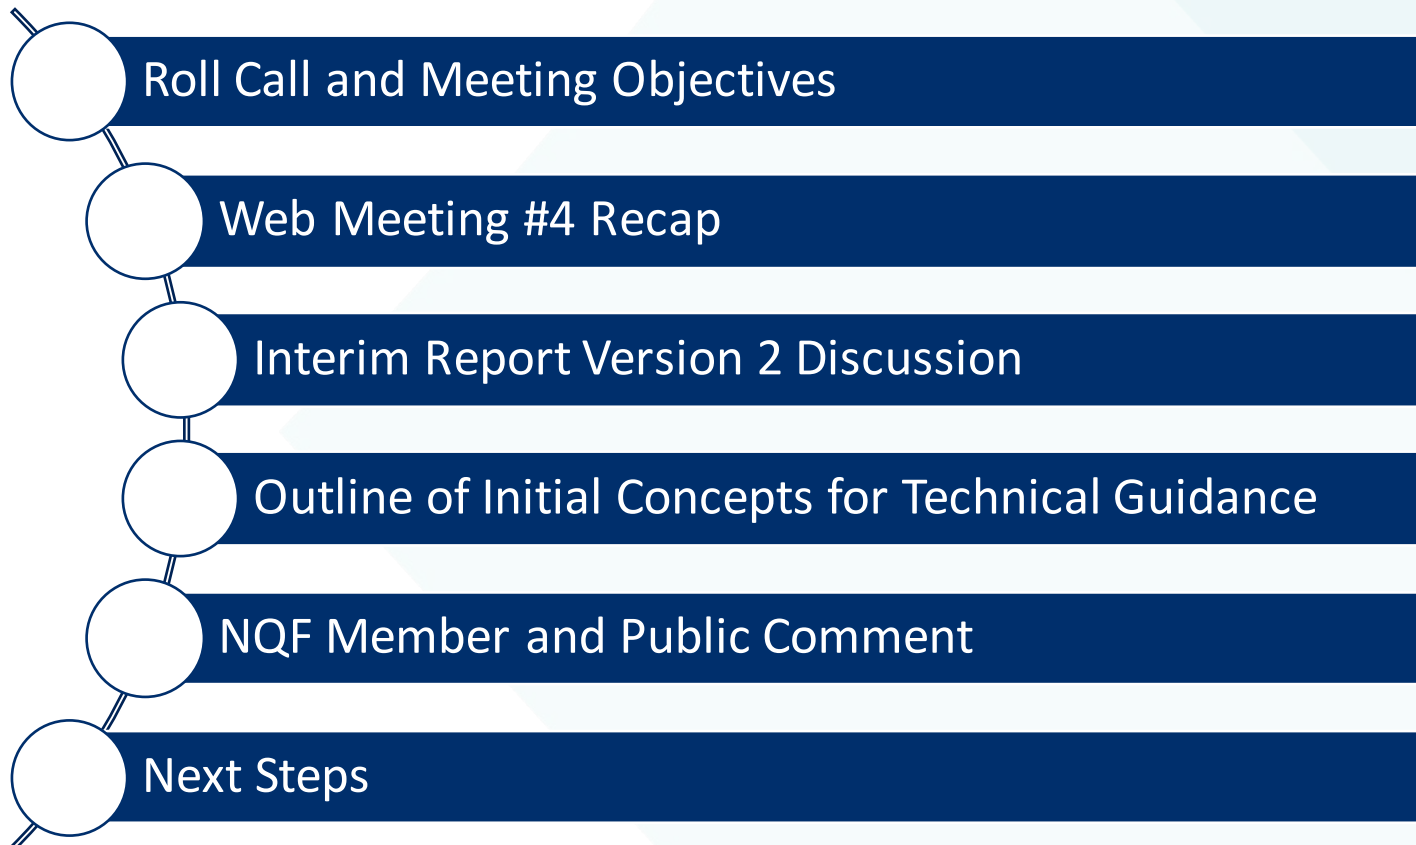 Roll Call and Meeting Objectives
Web Meeting #4 Recap
Interim Report Version 2 Discussion
Outline of Initial Concepts for Technical Guidance
NQF Member and Public Comment
Next Steps